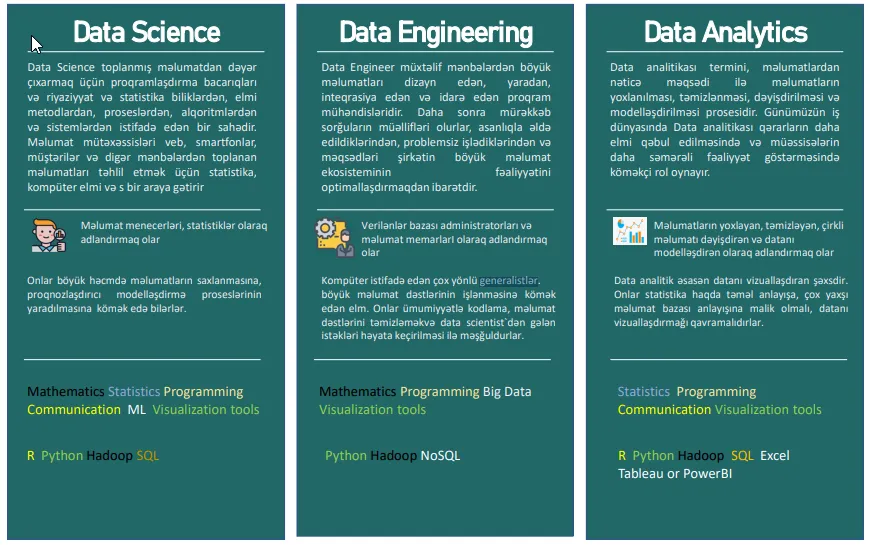 Data Science
Data Science toplanmış məlumatdan dəyər
çıxarmaq üçün proqramlaşdırma bacarıqları
və riyaziyyat və statistika biliklərdən, elmi
metodlardan, proseslərdən, alqoritmlərdən
və sistemlərdən istifadə edən bir sahədir.
Məlumat mütəxəssisləri veb, smartfonlar,
müştərilər və digər mənbələrdən toplanan
məlumatları təhlil etmək üçün statistika,
kompüter elmi və s bir araya gətirir
Məlumat menecerləri, statistiklər olaraq
adlandırmaq olar
Onlar böyük həcmdə məlumatların saxlanmasına,
proqnozlaşdırıcı modelləşdirmə proseslərinin
yaradılmasına kömək edə bilərlər.
Mathematics Statistics Programming
Communication ML Visualization tools
R Python Hadoop SQL
Data Engineering
Data Engineer müxtəlif mənbələrdən böyük
məlumatları dizayn edən, yaradan,
inteqrasiya edən və idarə edən proqram
mühəndisləridir. Daha sonra mürəkkəb
sorğuların müəllifləri olurlar, asanlıqla əldə
edildiklərindən, problemsiz işlədiklərindən və
məqsədləri şirkətin böyük məlumat
ekosisteminin fəaliyyətini
optimallaşdırmaqdan ibarətdir.
Verilənlər bazası administratorları və
məlumat memarları olaraq adlandırmaq
olar
Kompüter istifadə edən çox yönlü generalistlər.
böyük məlumat dəstlərinin işlənməsinə kömək
edən elm. Onlar ümumiyyətlə kodlama, məlumat
dəstlərini təmizləməkvə data scientist`dən gələn
istəkləri həyata keçirilməsi ilə məşğuldurlar.
Mathematics Programming Big Data
Visualization tools
Python Hadoop NoSQL
Data Analytics
Data analitikası termini, məlumatlardan
nəticə məqsədi ilə məlumatların
yoxlanılması, təmizlənməsi, dəyişdirilməsi və
modelləşdirilməsi prosesidir. Günümüzün iş
dünyasında Data analitikası qərarların daha
elmi qəbul edilməsində və müəssisələrin
daha səmərəli fəaliyyət göstərməsində
köməkçi rol oynayır.
Məlumatların yoxlayan, təmizləyən, çirkli
məlumatı dəyişdirən və datanı
modelləşdirən olaraq adlandırmaq olar
Data analitik əsasən datanı vizuallaşdıran şəxsdir.
Onlar statistika haqda təməl anlayışa, çox yaxşı
məlumat bazası anlayışına malik olmalı, datanı
vizuallaşdırmağı qavramalıdırlar.
Statistics Programming
Communication Visualization tools
R Python Hadoop SQL Excel
Tableau or PowerBI